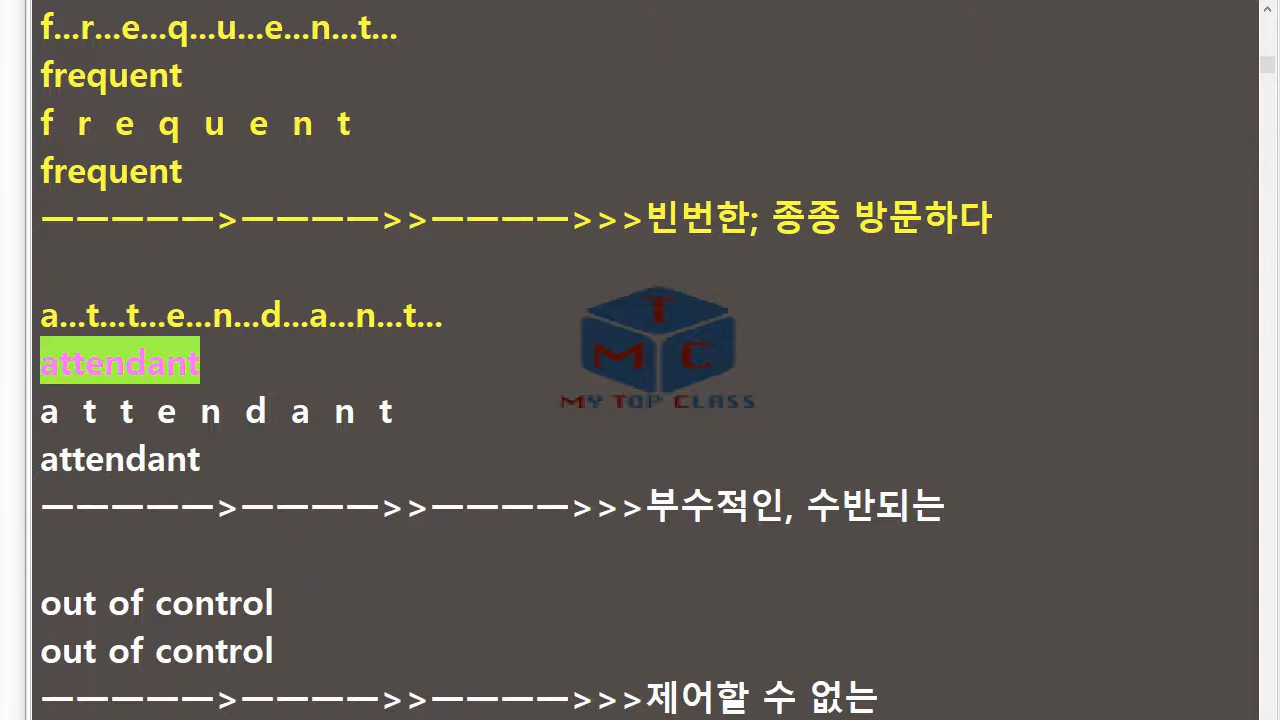 f...r...e...q...u...e...n...t...
frequent
f r e q u e n t
frequent
—————>————>>————>>>빈번한; 종종 방문하다
a...t...t...e...n...d...a...n...t...
attendant
a t t e n d a n t
attendant
—————>————>>————>>>부수적인, 수반되는
T
M C
MY TOP CLASS
out of control
out of control
—————>————>>————>>>제어할 수 없는